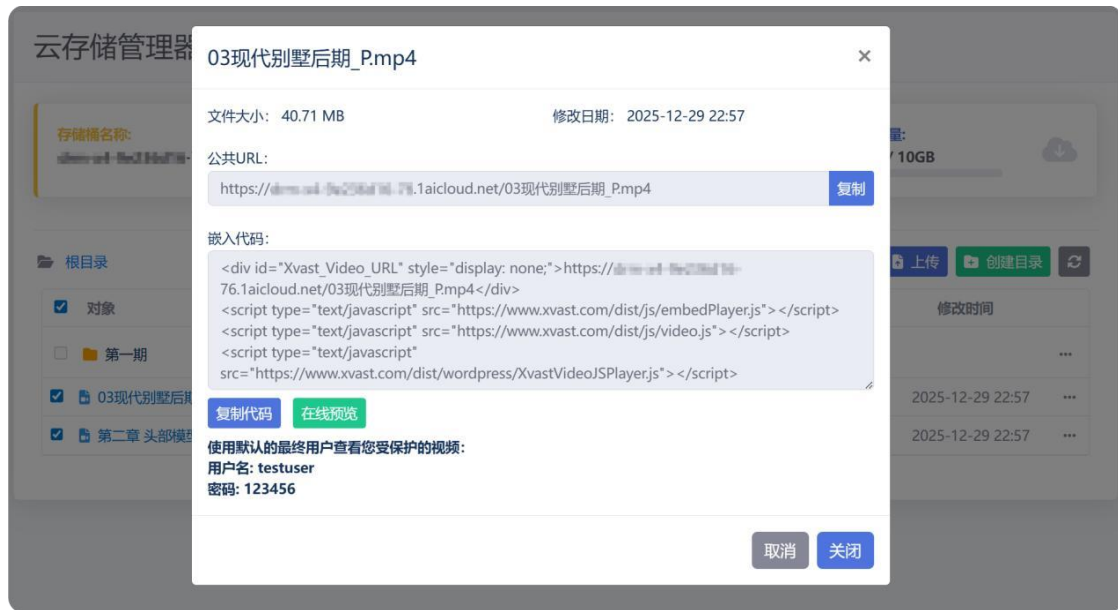 云存储管理器
03现代别墅后期_P.mp4
×
文件大小： 40.71 MB
修改日期： 2025-12-29 22:57
存储桶名称:
量:
/ 10GB
公共URL:
https:// .1aicloud.net/03现代别墅后期_P.mp4
复制
嵌入代码:
<div id="Xvast_Video_URL" style="display: none;">https://
76.1aicloud.net/03现代别墅后期_P.mp4</div>
<script type="text/javascript" src="https://www.xvast.com/dist/js/embedPlayer.js"></script>
<script type="text/javascript" src="https://www.xvast.com/dist/js/video.js"></script>
<script type="text/javascript"
src="https://www.xvast.com/dist/wordpress/XvastVideoJSPlayer.js"></script>
根目录
上传
创建目录
对象
修改时间
第一期
...
03现代别墅后期
2025-12-29 22:57
...
第二章 头部模型
2025-12-29 22:57
...
复制代码
在线预览
使用默认的最终用户查看您受保护的视频：
用户名: testuser
密码: 123456
取消
关闭